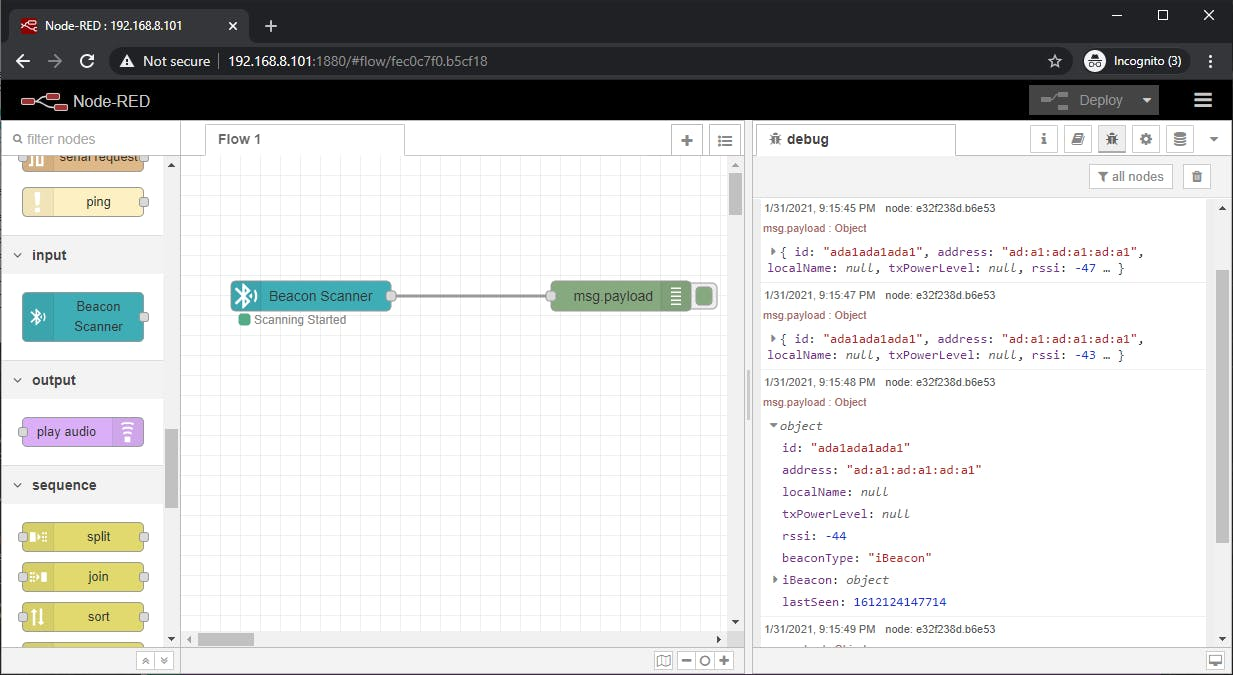 Node-RED : 192.168.8.101
Not secure
192.168.8.101:1880/#flow/fec0c7f0.b5cf18
Incognito (3)
Node-RED
Deploy
filter nodes
serial request
ping
input
Beacon
Scanner
output
play audio
sequence
split
join
sort
Flow 1
Beacon Scanner
Scanning Started
msg.payload
debug
all nodes
1/31/2021, 9:15:45 PM node: e32f238d.b6e53
msg.payload : Object
{ id: "ada1ada1ada1", address: "ad:a1:ad:a1:ad:a1",
localName: null, txPowerLevel: null, rssi: -47 … }
1/31/2021, 9:15:47 PM node: e32f238d.b6e53
msg.payload : Object
{ id: "ada1ada1ada1", address: "ad:a1:ad:a1:ad:a1",
localName: null, txPowerLevel: null, rssi: -43 … }
1/31/2021, 9:15:48 PM node: e32f238d.b6e53
msg.payload : Object
object
id: "ada1ada1ada1"
address: "ad:a1:ad:a1:ad:a1"
localName: null
txPowerLevel: null
rssi: -44
beaconType: "iBeacon"
iBeacon: object
lastSeen: 1612124147714
1/31/2021, 9:15:49 PM node: e32f238d.b6e53